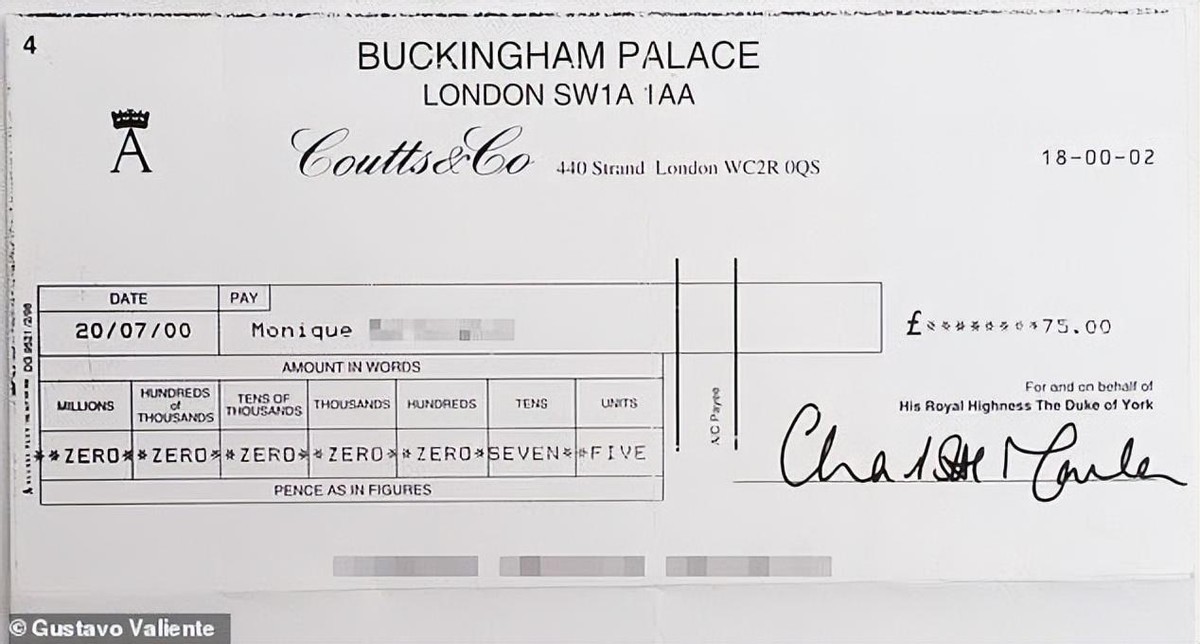 4
BUCKINGHAM PALACE
LONDON SW1A 1AA
A
Coutts & Co 440 Strand London WC2R 0QS
18-00-02
DATE PAY
20/07/00 Monique
£********75.00
AMOUNT IN WORDS
MILLIONS HUNDREDS of THOUSANDS TENS OF THOUSANDS THOUSANDS HUNDREDS TENS UNITS
**ZERO**ZERO**ZERO**ZERO**ZERO*SEVEN**FIVE
PENCE AS IN FIGURES
A/C Payee
For and on behalf of
His Royal Highness The Duke of York
© Gustavo Valiente